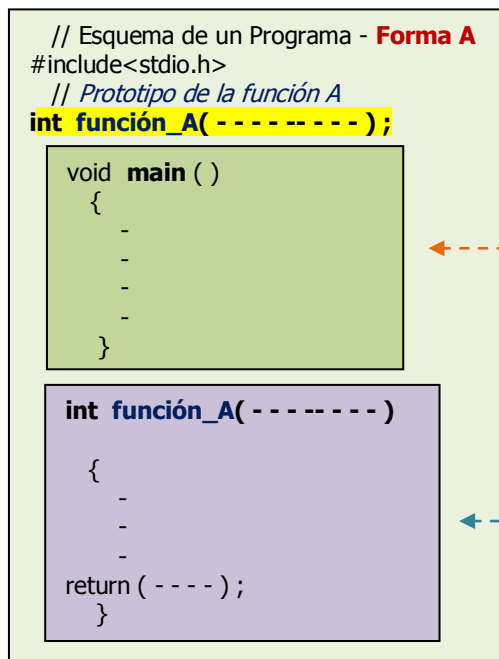 // Esquema de un Programa - Forma A
#include<stdio.h>
// Prototipo de la función A
int función_A( - - - - -- - - - ) ;
void main ( )
{
-
-
-
-
}
int función_A( - - - -- - - - )
{
-
-
-
return ( - - - - ) ;
}